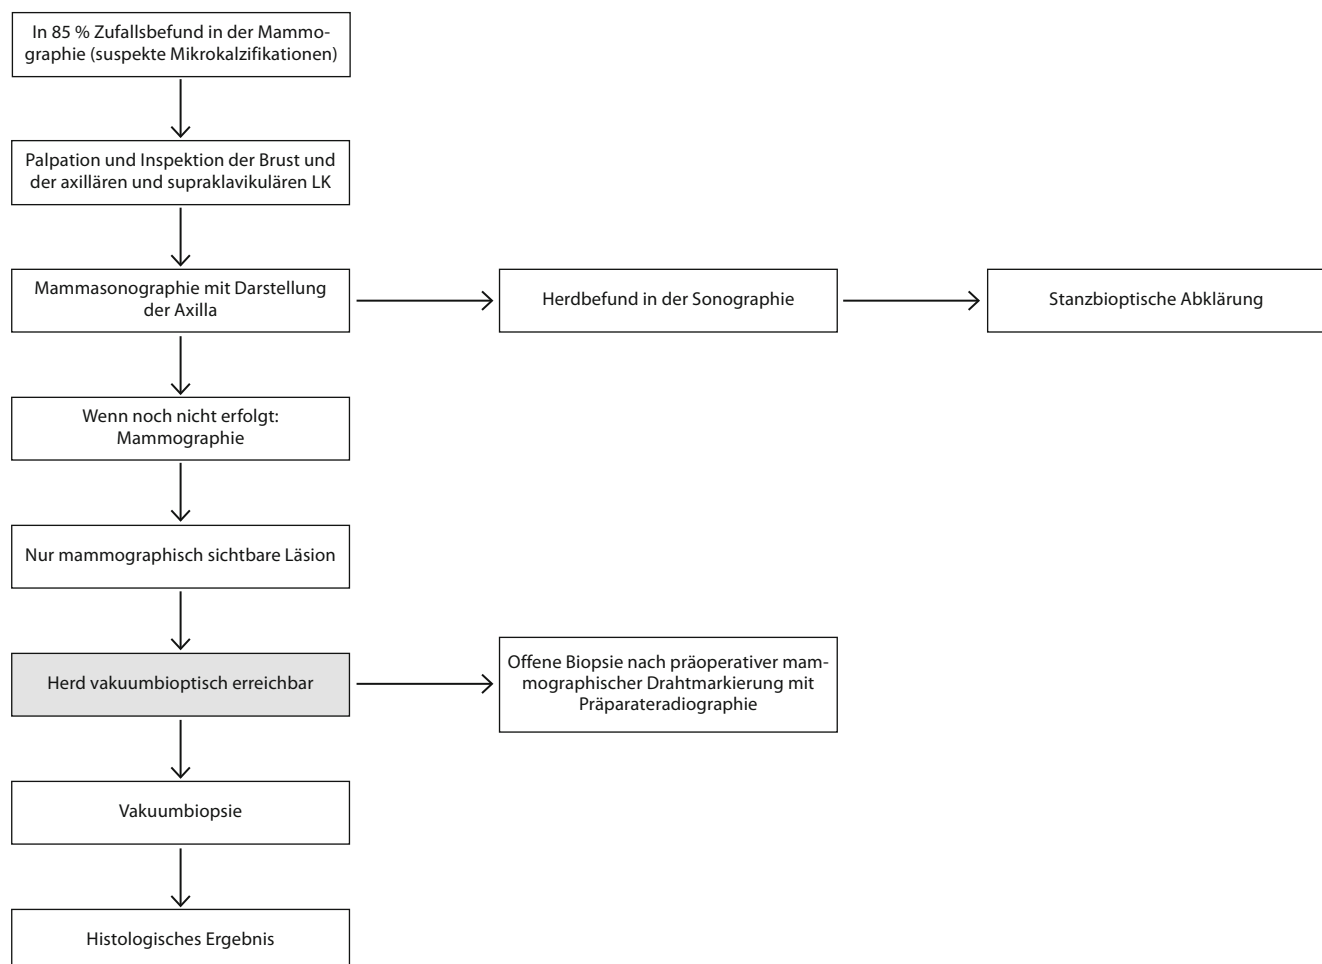 In 85 % Zufallsbefund in der Mammo-
graphie (suspekte Mikrokalzifikationen)
Palpation und Inspektion der Brust und
der axillären und supraklavikulären LK
Mammasonographie mit Darstellung
der Axilla
Herdbefund in der Sonographie
Stanzbioptische Abklärung
Wenn noch nicht erfolgt:
Mammographie
Nur mammographisch sichtbare Läsion
Herd vakuumbioptisch erreichbar
Offene Biopsie nach präoperativer mam-
mographischer Drahtmarkierung mit
Präparateradiographie
Vakuumbiopsie
Histologisches Ergebnis